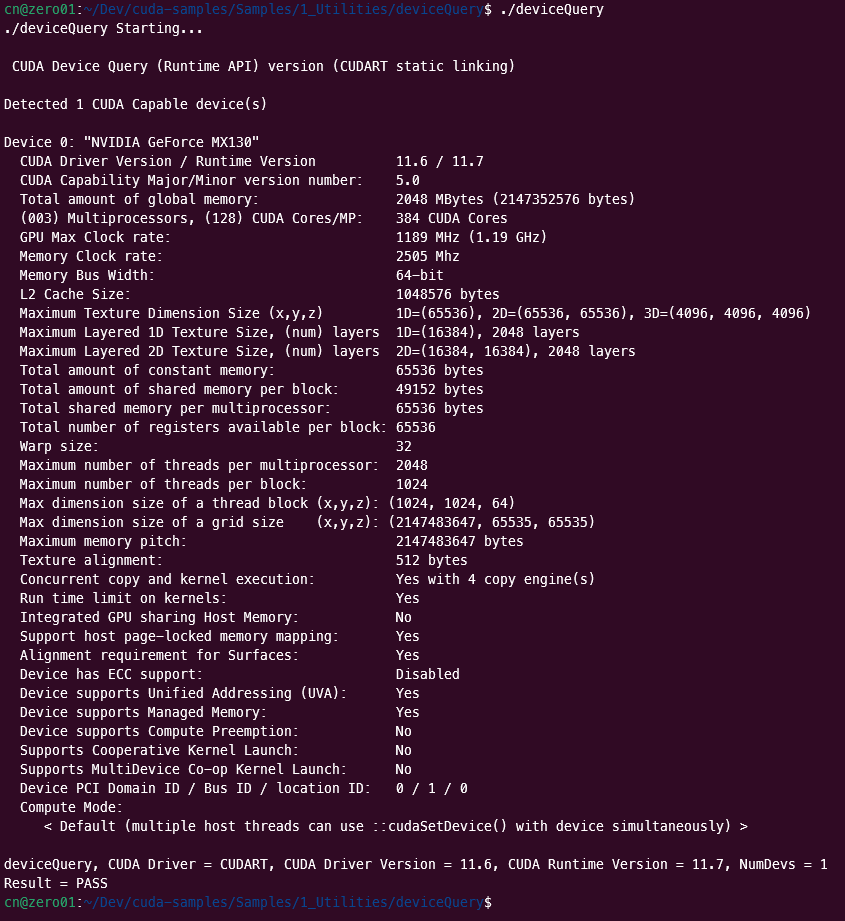 cn@zero01:~/Dev/cuda-samples/Samples/1_Utilities/deviceQuery$ ./deviceQuery
./deviceQuery Starting...

 CUDA Device Query (Runtime API) version (CUDART static linking)

Detected 1 CUDA Capable device(s)

Device 0: "NVIDIA GeForce MX130"
  CUDA Driver Version / Runtime Version          11.6 / 11.7
  CUDA Capability Major/Minor version number:    5.0
  Total amount of global memory:                 2048 MBytes (2147352576 bytes)
  (003) Multiprocessors, (128) CUDA Cores/MP:    384 CUDA Cores
  GPU Max Clock rate:                            1189 MHz (1.19 GHz)
  Memory Clock rate:                             2505 Mhz
  Memory Bus Width:                              64-bit
  L2 Cache Size:                                 1048576 bytes
  Maximum Texture Dimension Size (x,y,z)         1D=(65536), 2D=(65536, 65536), 3D=(4096, 4096, 4096)
  Maximum Layered 1D Texture Size, (num) layers  1D=(16384), 2048 layers
  Maximum Layered 2D Texture Size, (num) layers  2D=(16384, 16384), 2048 layers
  Total amount of constant memory:               65536 bytes
  Total amount of shared memory per block:       49152 bytes
  Total shared memory per multiprocessor:        65536 bytes
  Total number of registers available per block: 65536
  Warp size:                                     32
  Maximum number of threads per multiprocessor:  2048
  Maximum number of threads per block:           1024
  Max dimension size of a thread block (x,y,z): (1024, 1024, 64)
  Max dimension size of a grid size    (x,y,z): (2147483647, 65535, 65535)
  Maximum memory pitch:                          2147483647 bytes
  Texture alignment:                             512 bytes
  Concurrent copy and kernel execution:          Yes with 4 copy engine(s)
  Run time limit on kernels:                     Yes
  Integrated GPU sharing Host Memory:            No
  Support host page-locked memory mapping:       Yes
  Alignment requirement for Surfaces:            Yes
  Device has ECC support:                        Disabled
  Device supports Unified Addressing (UVA):      Yes
  Device supports Managed Memory:                Yes
  Device supports Compute Preemption:            No
  Supports Cooperative Kernel Launch:            No
  Supports MultiDevice Co-op Kernel Launch:      No
  Device PCI Domain ID / Bus ID / location ID:   0 / 1 / 0
  Compute Mode:
     < Default (multiple host threads can use ::cudaSetDevice() with device simultaneously) >

deviceQuery, CUDA Driver = CUDART, CUDA Driver Version = 11.6, CUDA Runtime Version = 11.7, NumDevs = 1
Result = PASS
cn@zero01:~/Dev/cuda-samples/Samples/1_Utilities/deviceQuery$